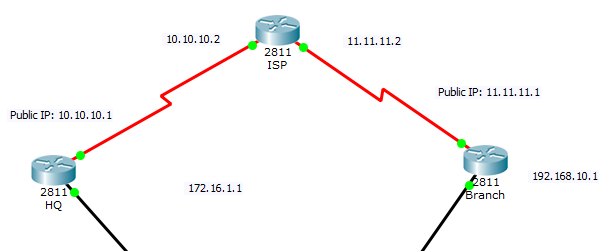 10.10.10.2
2811
ISP
11.11.11.2
Public IP: 11.11.11.1
Public IP: 10.10.10.1
2811
HQ
172.16.1.1
2811
Branch
192.168.10.1